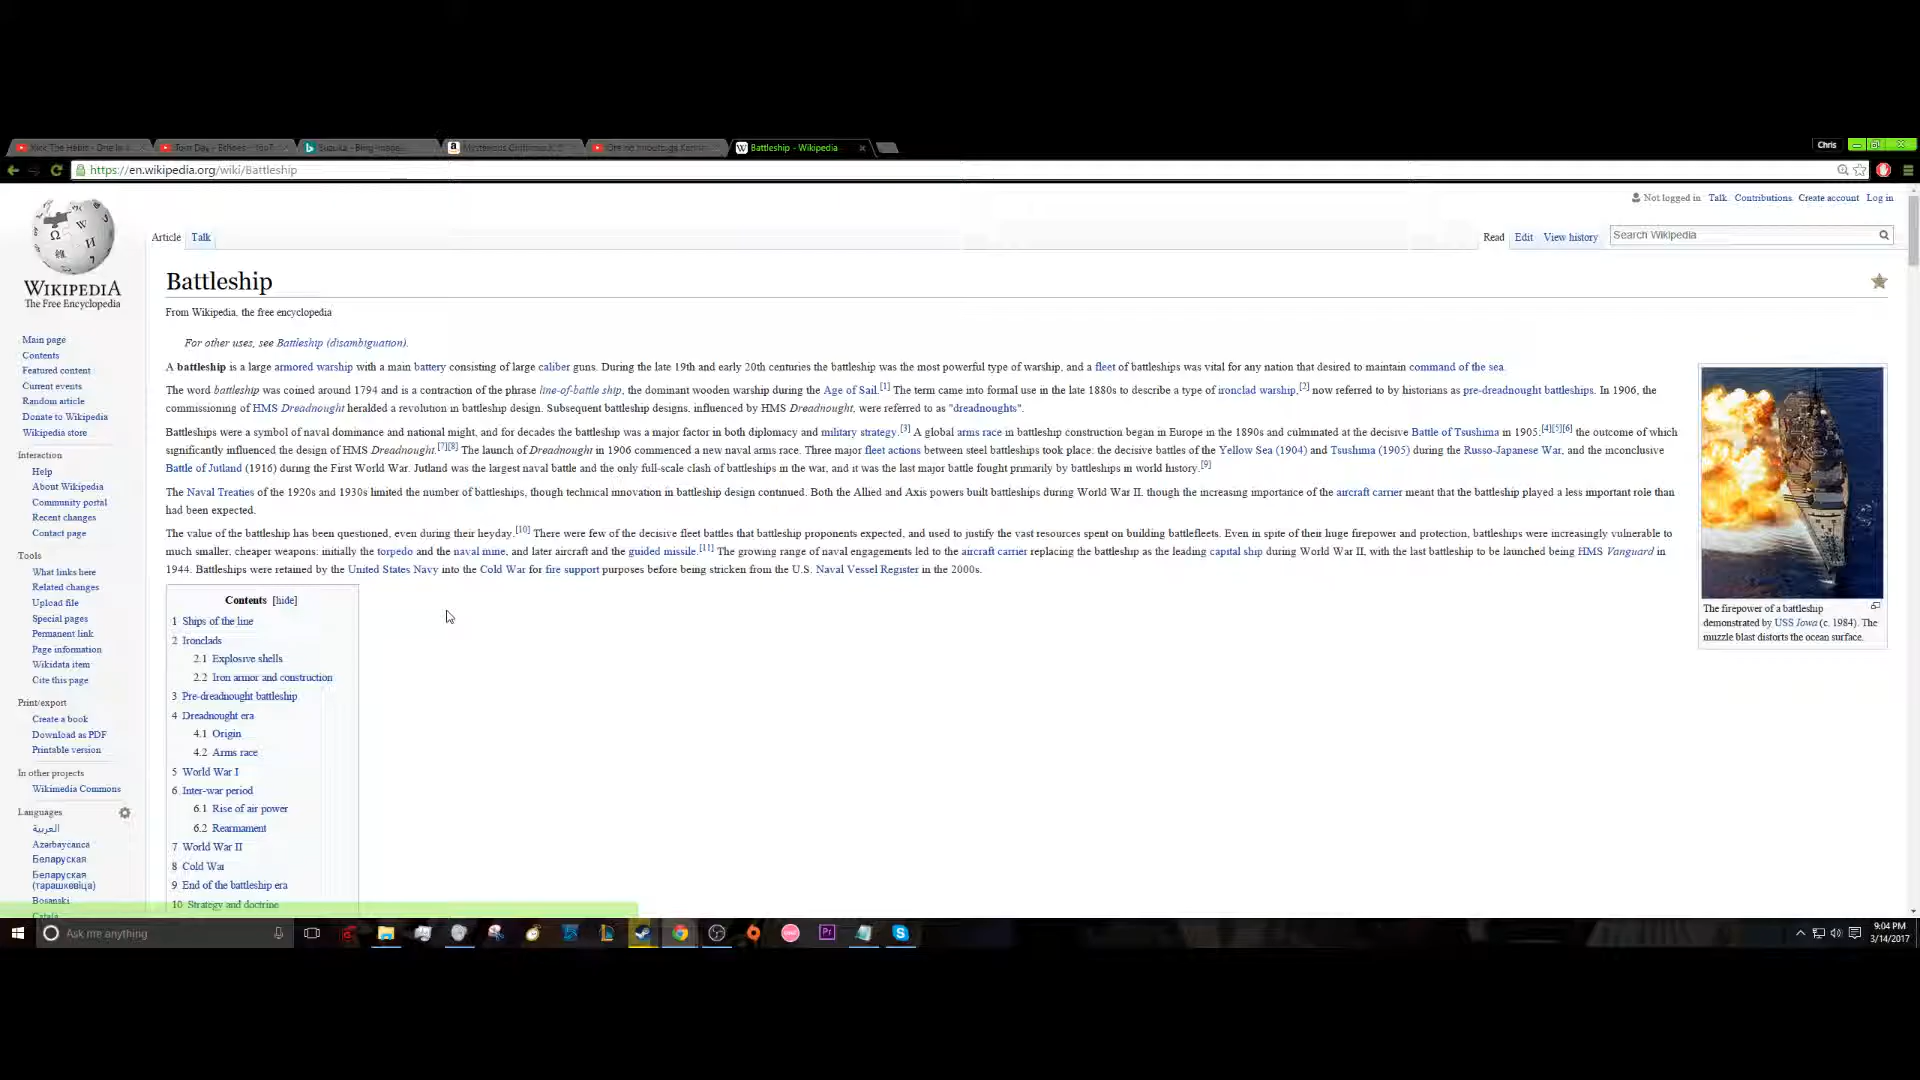 Battleship - Wikipedia
Chris
https://en.wikipedia.org/wiki/Battleship
Not logged in Talk Contributions Create account Log in
Article Talk Read Edit View history Search Wikipedia
WIKIPEDIA
The Free Encyclopedia
Battleship
From Wikipedia, the free encyclopedia
For other uses, see Battleship (disambiguation).
A battleship is a large armored warship with a main battery consisting of large caliber guns. During the late 19th and early 20th centuries the battleship was the most powerful type of warship, and a fleet of battleships was vital for any nation that desired to maintain command of the sea.
The word battleship was coined around 1794 and is a contraction of the phrase line-of-battle ship, the dominant wooden warship during the Age of Sail.[1] The term came into formal use in the late 1880s to describe a type of ironclad warship,[2] now referred to by historians as pre-dreadnought battleships. In 1906, the
commissioning of HMS Dreadnought heralded a revolution in battleship design. Subsequent battleship designs, influenced by HMS Dreadnought, were referred to as "dreadnoughts".
Battleships were a symbol of naval dominance and national might, and for decades the battleship was a major factor in both diplomacy and military strategy.[3] A global arms race in battleship construction began in Europe in the 1890s and culminated at the decisive Battle of Tsushima in 1905,[4][5][6] the outcome of which
significantly influenced the design of HMS Dreadnought.[7][8] The launch of Dreadnought in 1906 commenced a new naval arms race. Three major fleet actions between steel battleships took place: the decisive battles of the Yellow Sea (1904) and Tsushima (1905) during the Russo-Japanese War, and the inconclusive
Battle of Jutland (1916) during the First World War. Jutland was the largest naval battle and the only full-scale clash of battleships in the war, and it was the last major battle fought primarily by battleships in world history.[9]
The Naval Treaties of the 1920s and 1930s limited the number of battleships, though technical innovation in battleship design continued. Both the Allied and Axis powers built battleships during World War II, though the increasing importance of the aircraft carrier meant that the battleship played a less important role than
had been expected.
The value of the battleship has been questioned, even during their heyday.[10] There were few of the decisive fleet battles that battleship proponents expected, and used to justify the vast resources spent on building battlefleets. Even in spite of their huge firepower and protection, battleships were increasingly vulnerable to
much smaller, cheaper weapons: initially the torpedo and the naval mine, and later aircraft and the guided missile.[11] The growing range of naval engagements led to the aircraft carrier replacing the battleship as the leading capital ship during World War II, with the last battleship to be launched being HMS Vanguard in
1944. Battleships were retained by the United States Navy into the Cold War for fire support purposes before being stricken from the U.S. Naval Vessel Register in the 2000s.
The firepower of a battleship
demonstrated by USS Iowa (c. 1984). The
muzzle blast distorts the ocean surface.
Contents [hide]
1 Ships of the line
2 Ironclads
2.1 Explosive shells
2.2 Iron armor and construction
3 Pre-dreadnought battleship
4 Dreadnought era
4.1 Origin
4.2 Arms race
5 World War I
6 Inter-war period
6.1 Rise of air power
6.2 Rearmament
7 World War II
8 Cold War
9 End of the battleship era
10 Strategy and doctrine
Main page
Contents
Featured content
Current events
Random article
Donate to Wikipedia
Wikipedia store
Interaction
Help
About Wikipedia
Community portal
Recent changes
Contact page
Tools
What links here
Related changes
Upload file
Special pages
Permanent link
Page information
Wikidata item
Cite this page
Print/export
Create a book
Download as PDF
Printable version
In other projects
Wikimedia Commons
Languages
العربية
Azərbaycanca
Беларуская
Беларуская
(тарашкевіца)
Bosanski
Català
Ask me anything
Pr
9:04 PM
3/14/2017